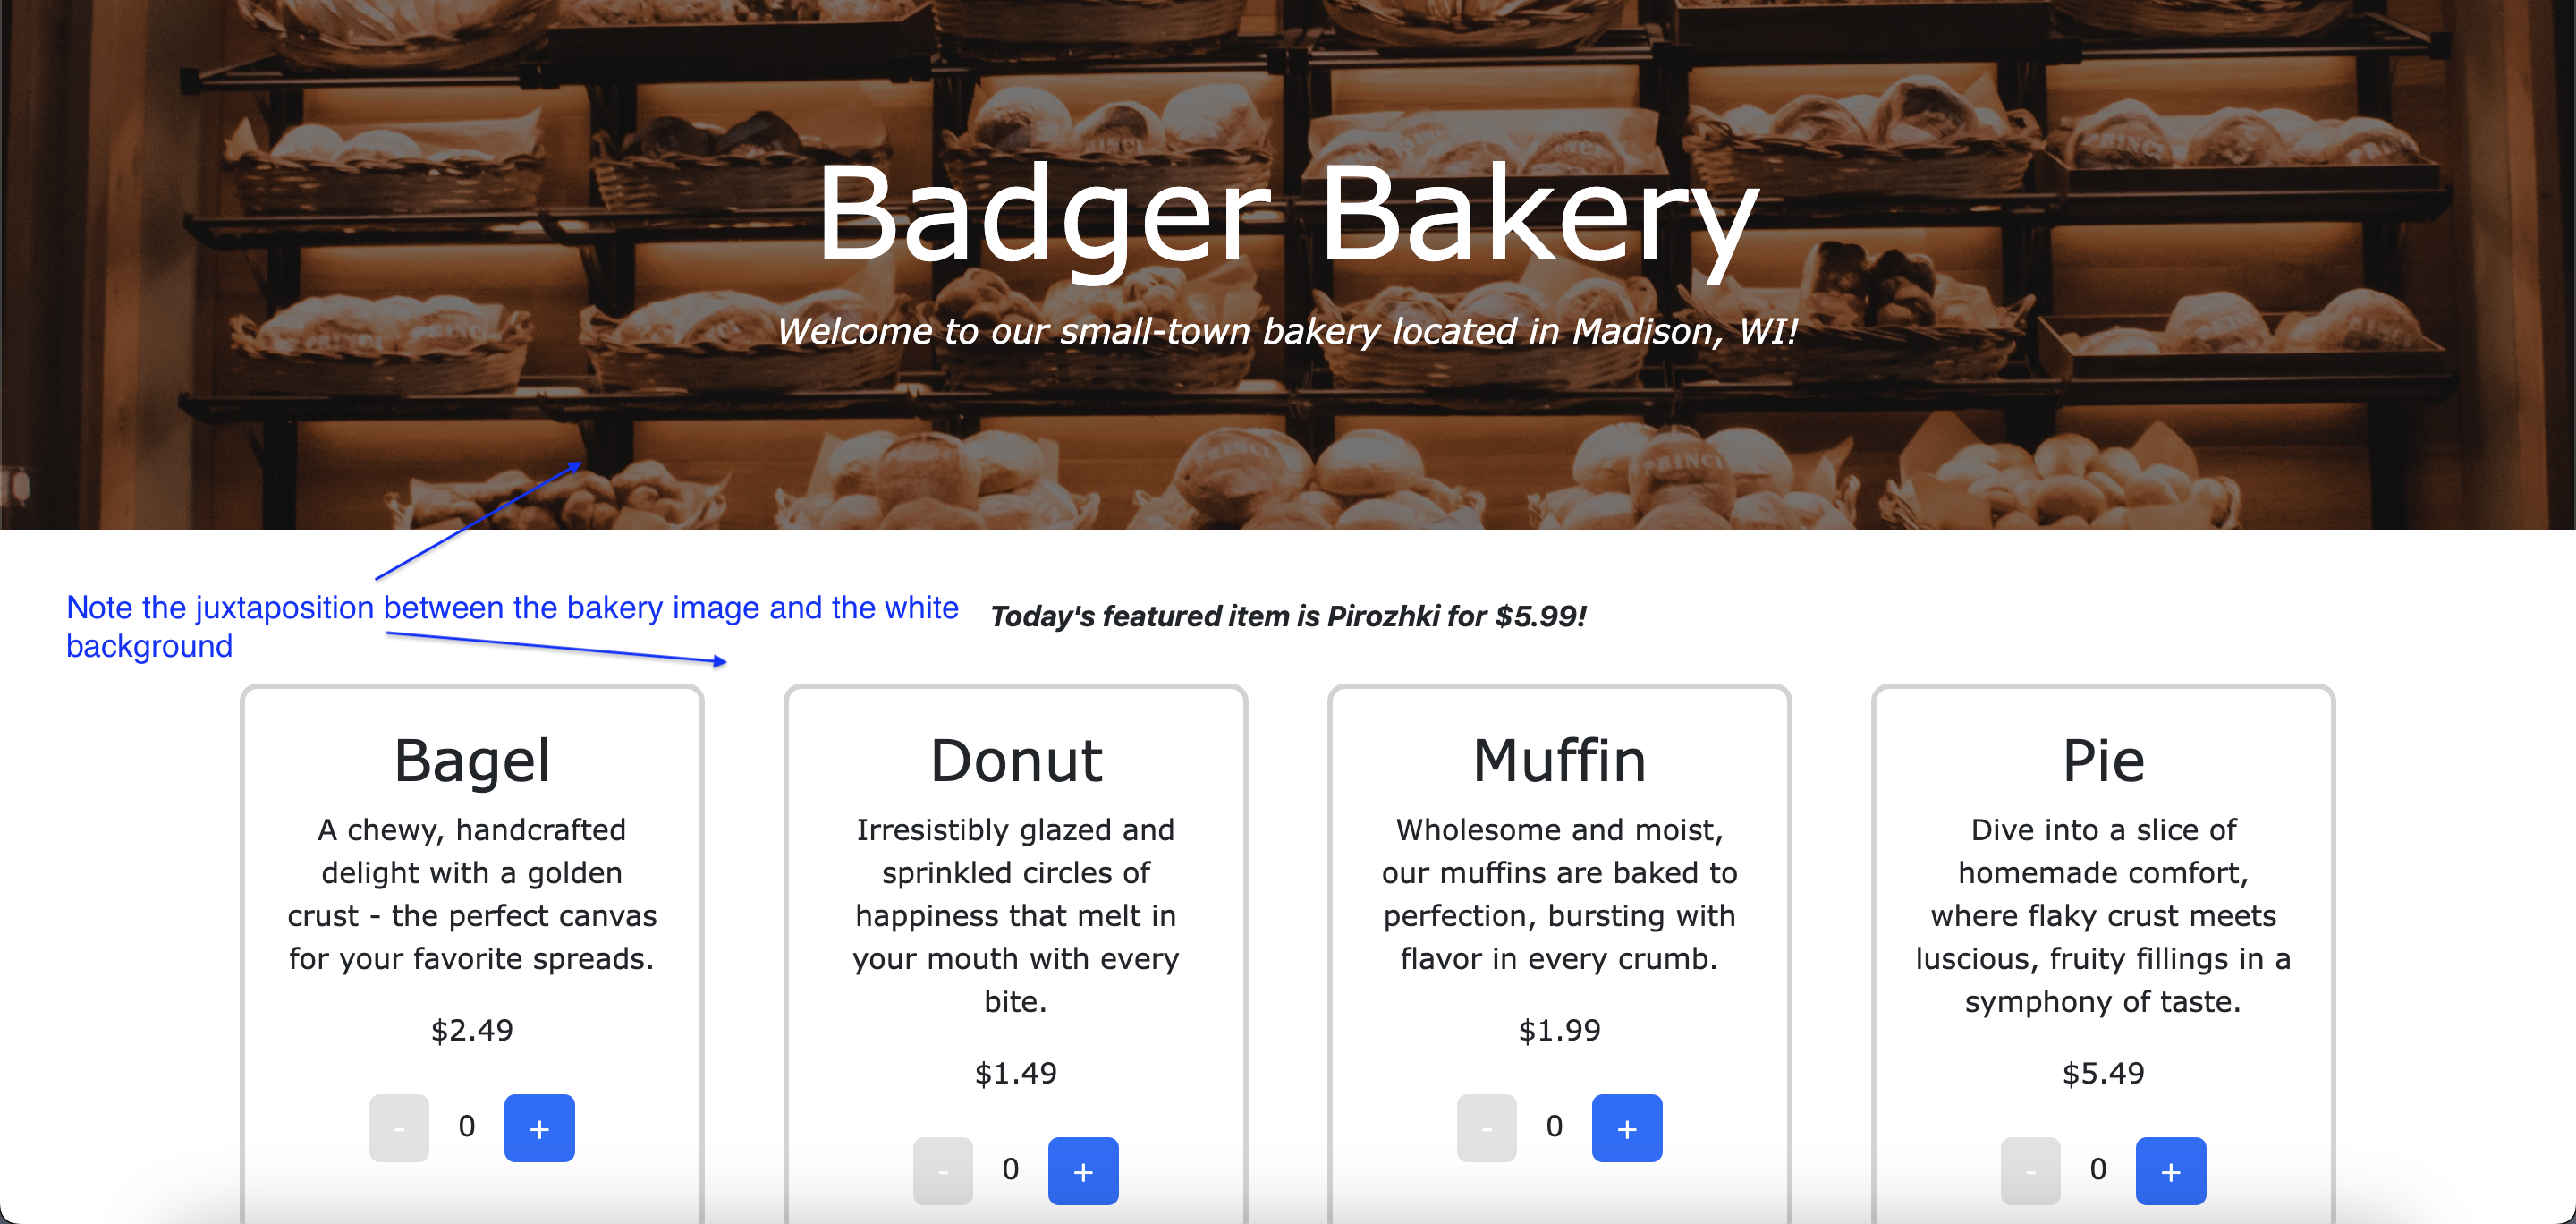 Badger Bakery
Welcome to our small-town bakery located in Madison, WI!
PRINCI
PRINCI
Note the juxtaposition between the bakery image and the white
background
Today's featured item is Pirozhki for $5.99!
Bagel
A chewy, handcrafted
delight with a golden
crust - the perfect canvas
for your favorite spreads.
$2.49
- 0 +
Donut
Irresistibly glazed and
sprinkled circles of
happiness that melt in
your mouth with every
bite.
$1.49
- 0 +
Muffin
Wholesome and moist,
our muffins are baked to
perfection, bursting with
flavor in every crumb.
$1.99
- 0 +
Pie
Dive into a slice of
homemade comfort,
where flaky crust meets
luscious, fruity fillings in a
symphony of taste.
$5.49
- 0 +